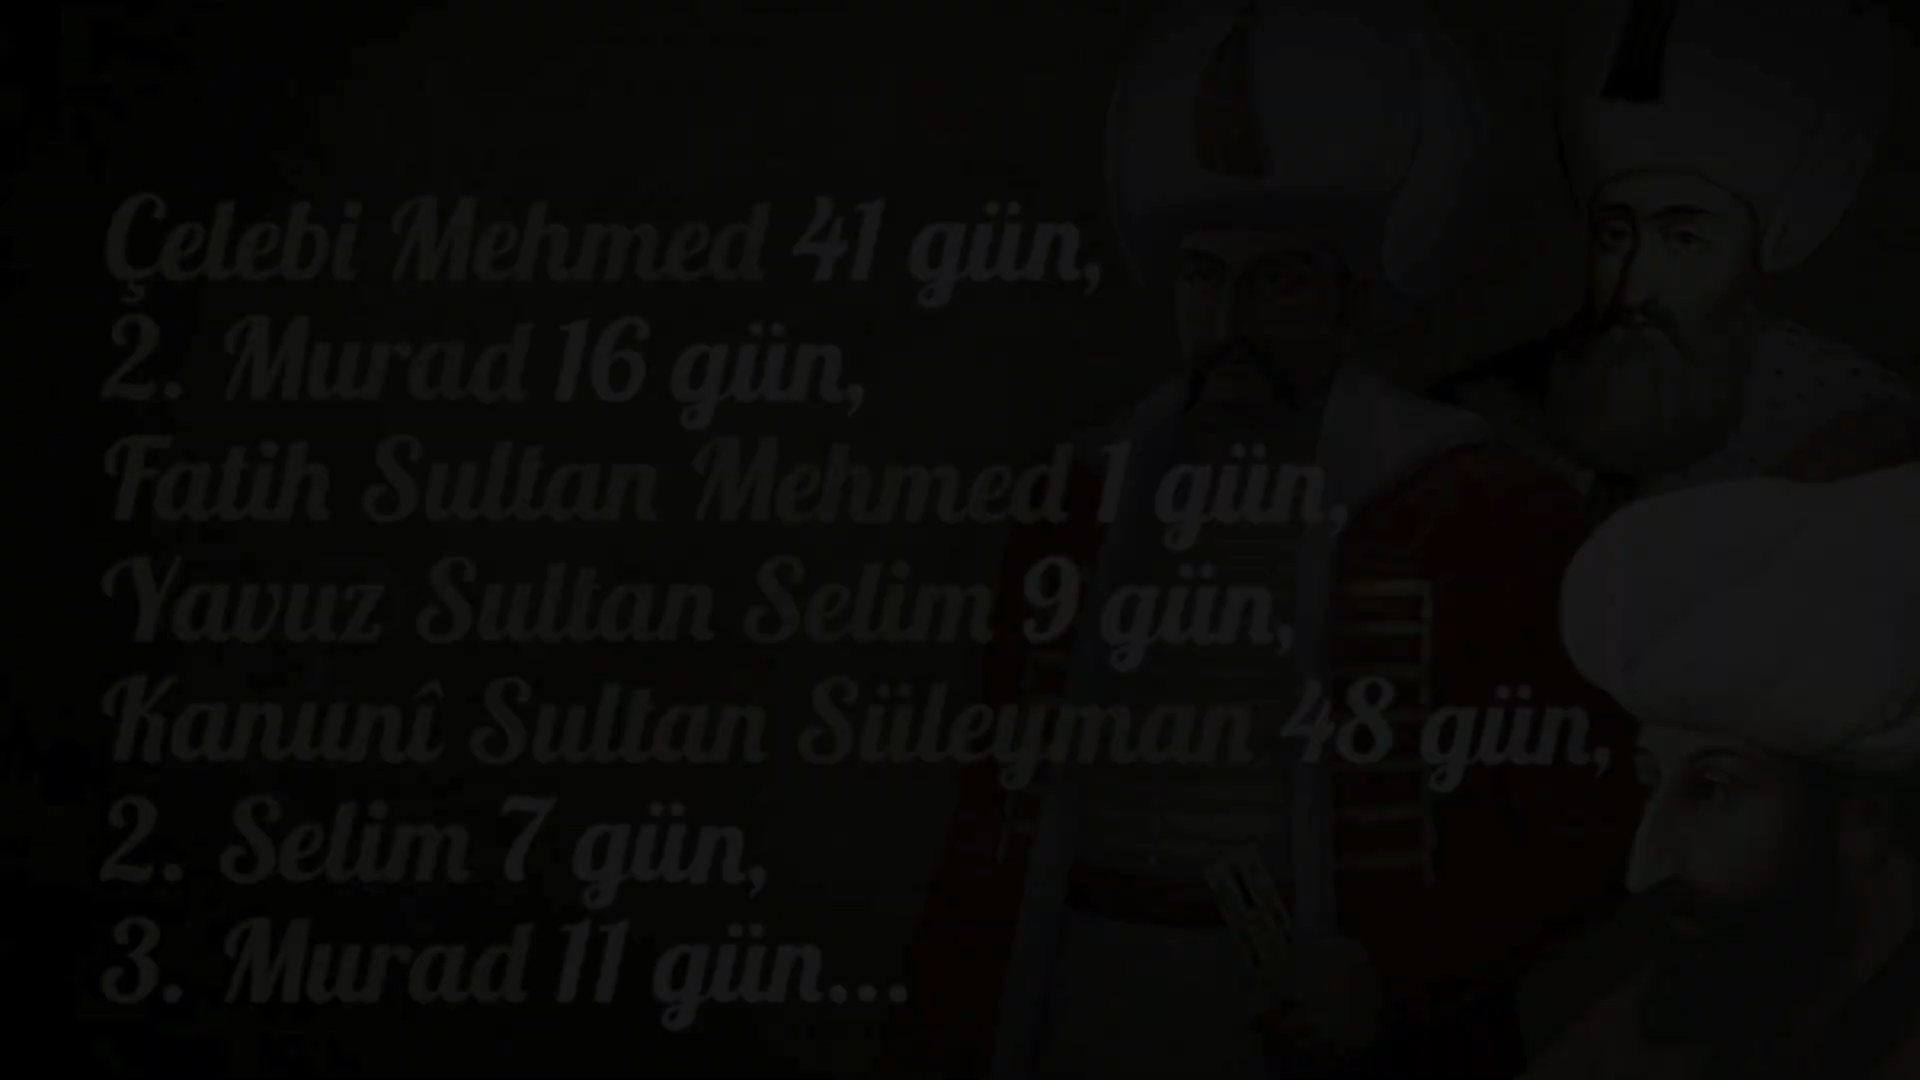 Çelebi Mehmed 41 gün,
2. Murad 16 gün,
Fatih Sultan Mehmed 1 gün,
Yavuz Sultan Selim 9 gün,
Kanunî Sultan Süleyman 48 gün,
2. Selim 7 gün,
3. Murad 11 gün...